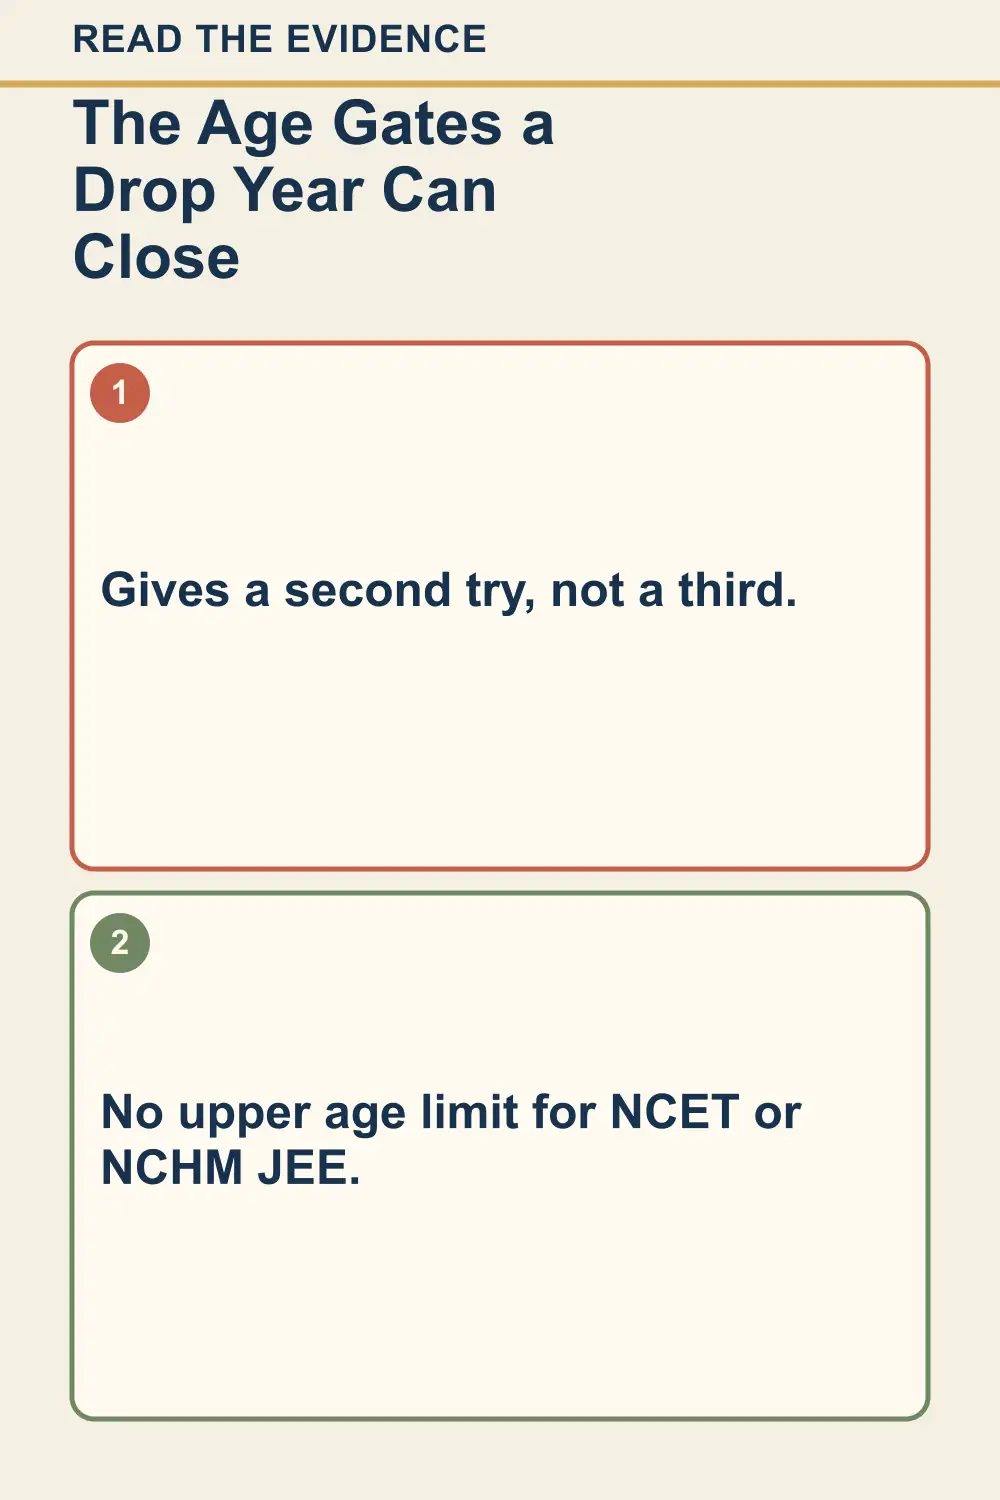 READ THE EVIDENCE
The Age Gates a
Drop Year Can
Close
1
Gives a second try, not a third.
2
No upper age limit for NCET or
NCHM JEE.